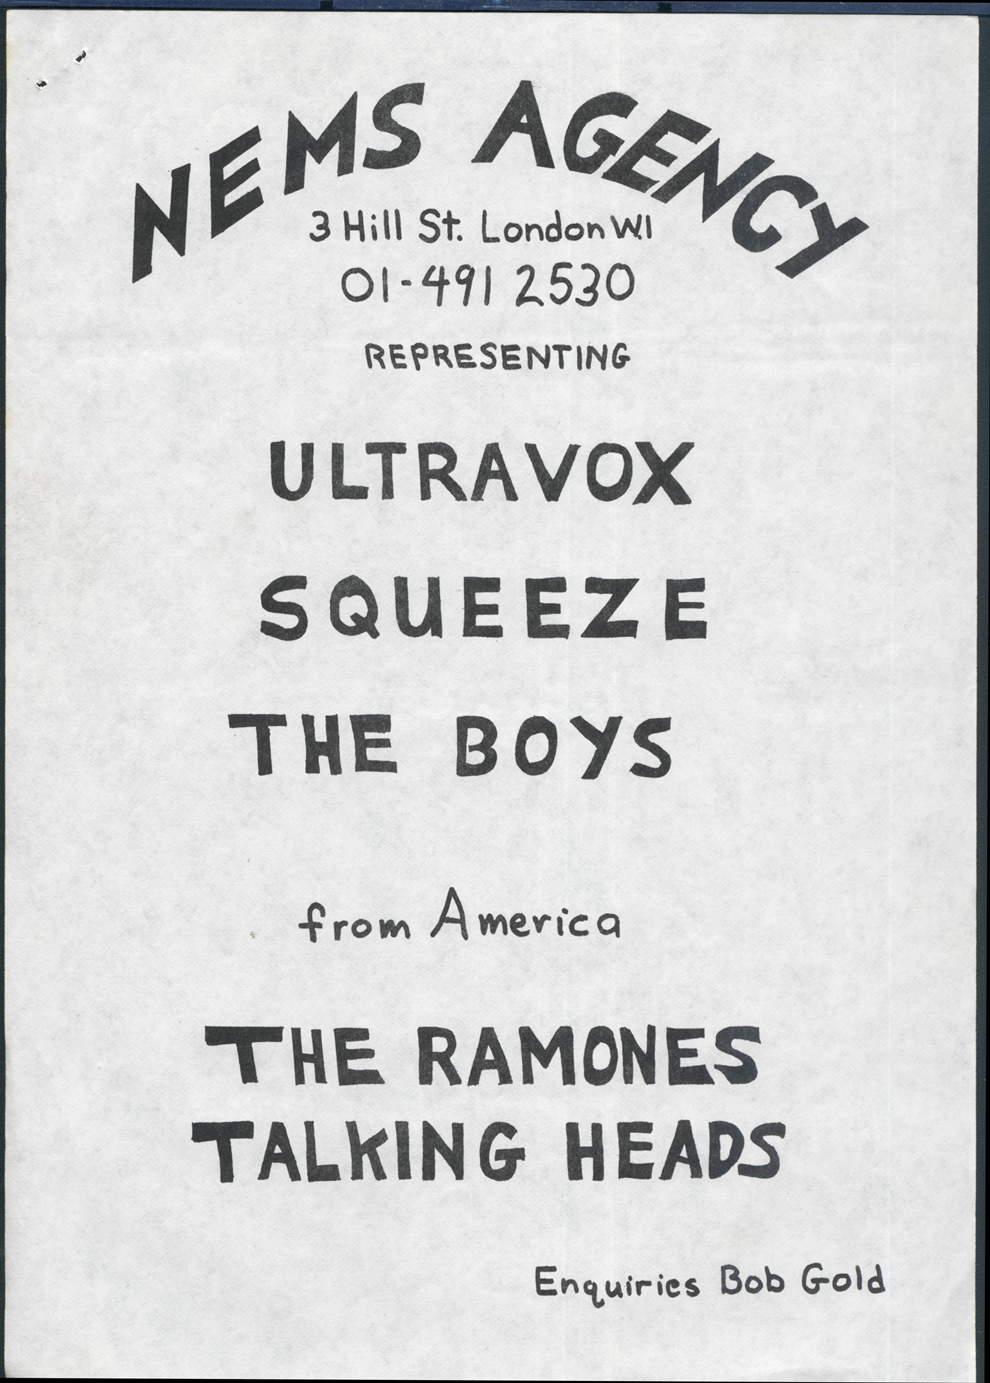 NEMS AGENCY
3 Hill St. London W.1
01-491 2530
REPRESENTING
ULTRAVOX
SQUEEZE
THE BOYS
from America
THE RAMONES
TALKING HEADS
Enquiries Bob Gold